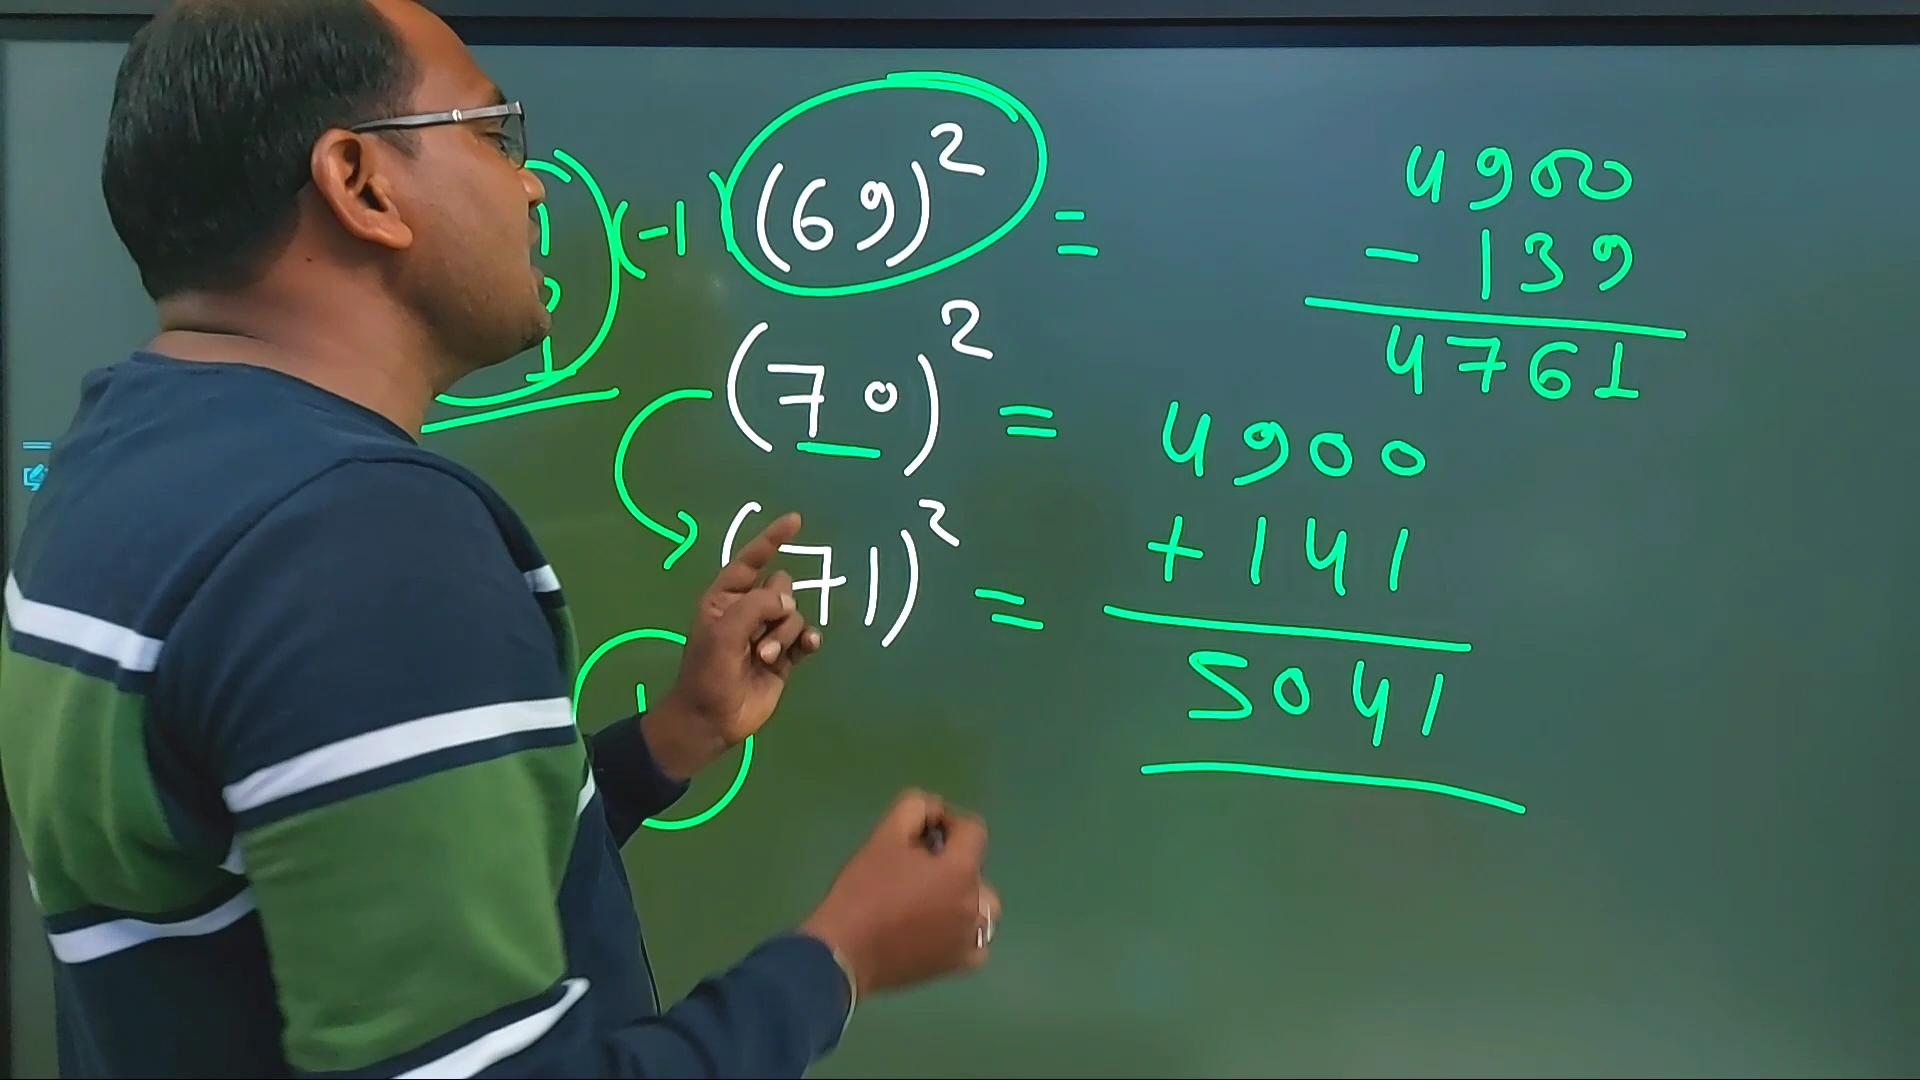 (-1 (69)² =
4900
- 139
4761
(70)² = 4900
(71)² = + 141
5041